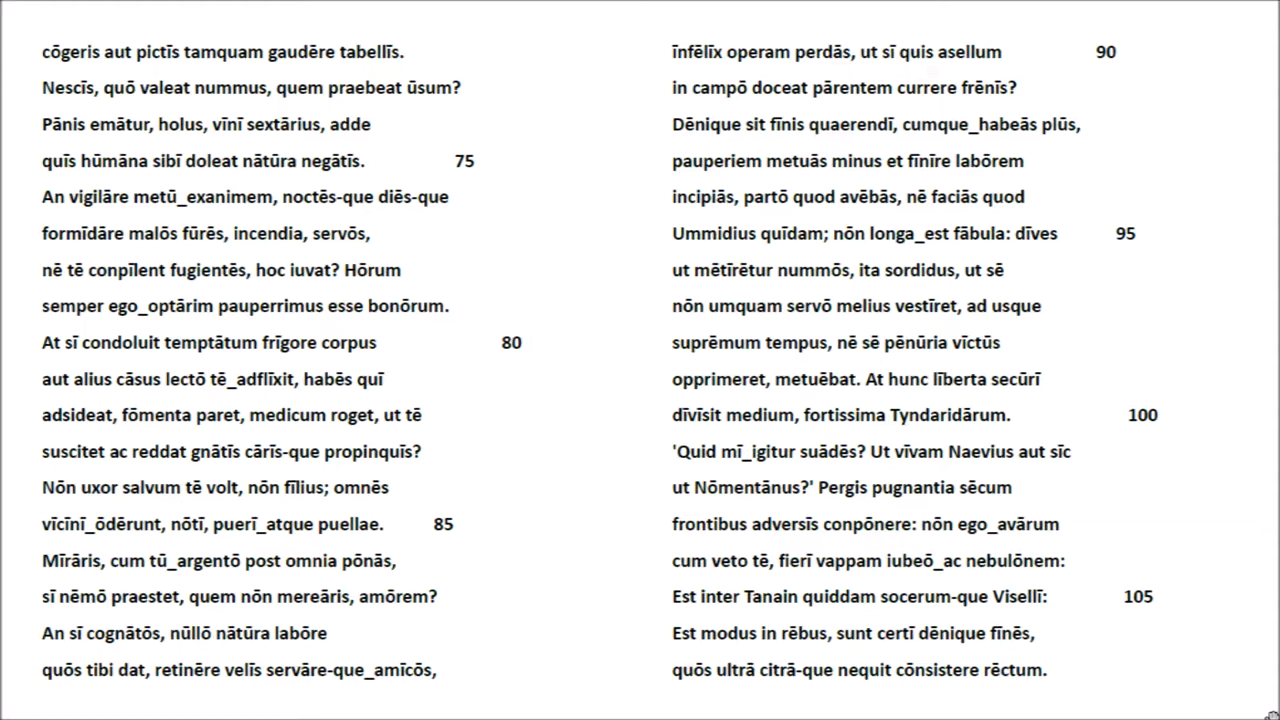 cōgeris aut pictīs tamquam gaudēre tabellīs.
Nescīs, quō valeat nummus, quem praebeat ūsum?
Pānis emātur, holus, vīnī sextārius, adde
quīs hūmāna sibī doleat nātūra negātīs. 75
An vigilāre metū_exanimem, noctēs-que diēs-que
formīdāre malōs fūrēs, incendia, servōs,
nē tē conpīlent fugientēs, hoc iuvat? Hōrum
semper ego_optārim pauperrimus esse bonōrum.
At sī condoluit temptātum frīgore corpus 80
aut alius cāsus lectō tē_adflīxit, habēs quī
adsideat, fōmenta paret, medicum roget, ut tē
suscitet ac reddat gnātīs cārīs-que propinquīs?
Nōn uxor salvum tē volt, nōn fīlius; omnēs
vīcīnī_ōdērunt, nōtī, puerī_atque puellae. 85
Mīrāris, cum tū_argentō post omnia pōnās,
sī nēmō praestet, quem nōn mereāris, amōrem?
An sī cognātōs, nūllō nātūra labōre
quōs tibi dat, retinēre velīs servāre-que_amīcōs,
īnfēlīx operam perdās, ut sī quis asellum 90
in campō doceat pārentem currere frēnīs?
Dēnique sit fīnis quaerendī, cumque_habeās plūs,
pauperiem metuās minus et fīnīre labōrem
incipiās, partō quod avēbās, nē faciās quod
Ummidius quīdam; nōn longa_est fābula: dīves 95
ut mētīrētur nummōs, ita sordidus, ut sē
nōn umquam servō melius vestīret, ad usque
suprēmum tempus, nē sē pēnūria vīctūs
opprimeret, metuēbat. At hunc līberta secūrī
dīvīsit medium, fortissima Tyndaridārum. 100
'Quid mī_igitur suādēs? Ut vīvam Naevius aut sīc
ut Nōmentānus?' Pergis pugnantia sēcum
frontibus adversīs conpōnere: nōn ego_avārum
cum veto tē, fierī vappam iubeō_ac nebulōnem:
Est inter Tanain quiddam socerum-que Visellī: 105
Est modus in rēbus, sunt certī dēnique fīnēs,
quōs ultrā citrā-que nequit cōnsistere rēctum.